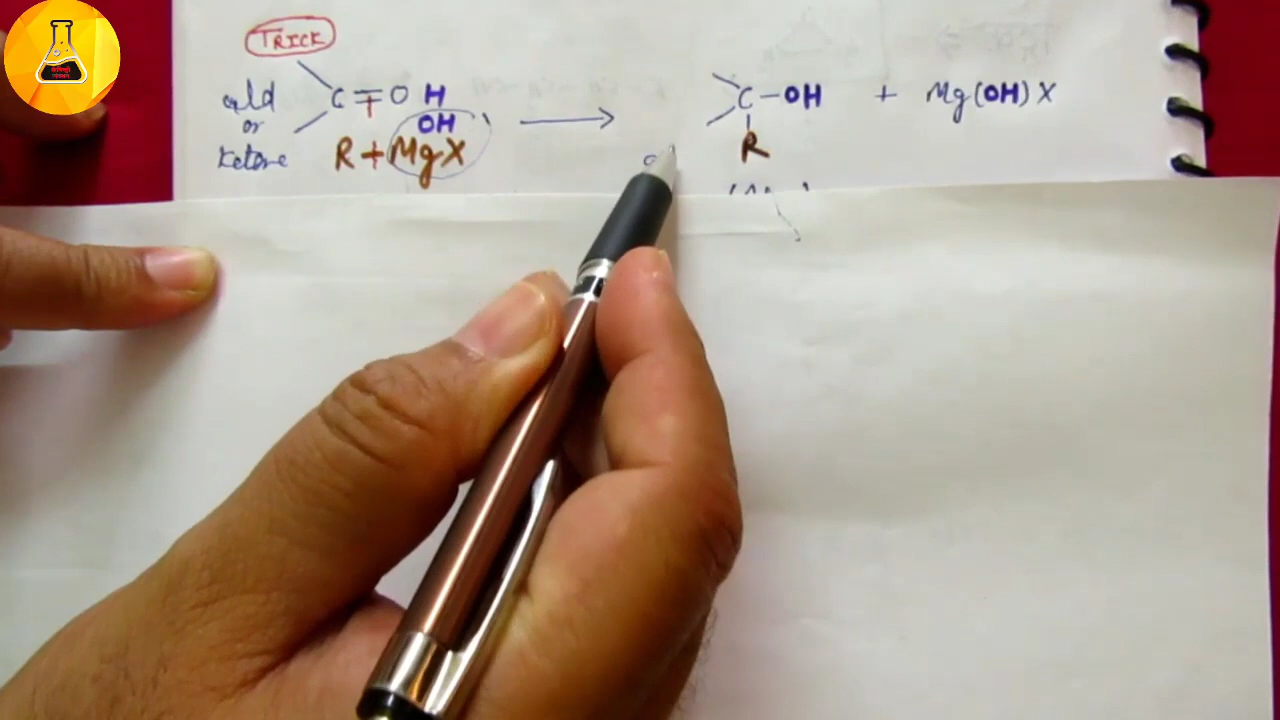 TRICK
ald C=O H C-OH + Mg(OH)X
or OH
Ketone R + MgX R